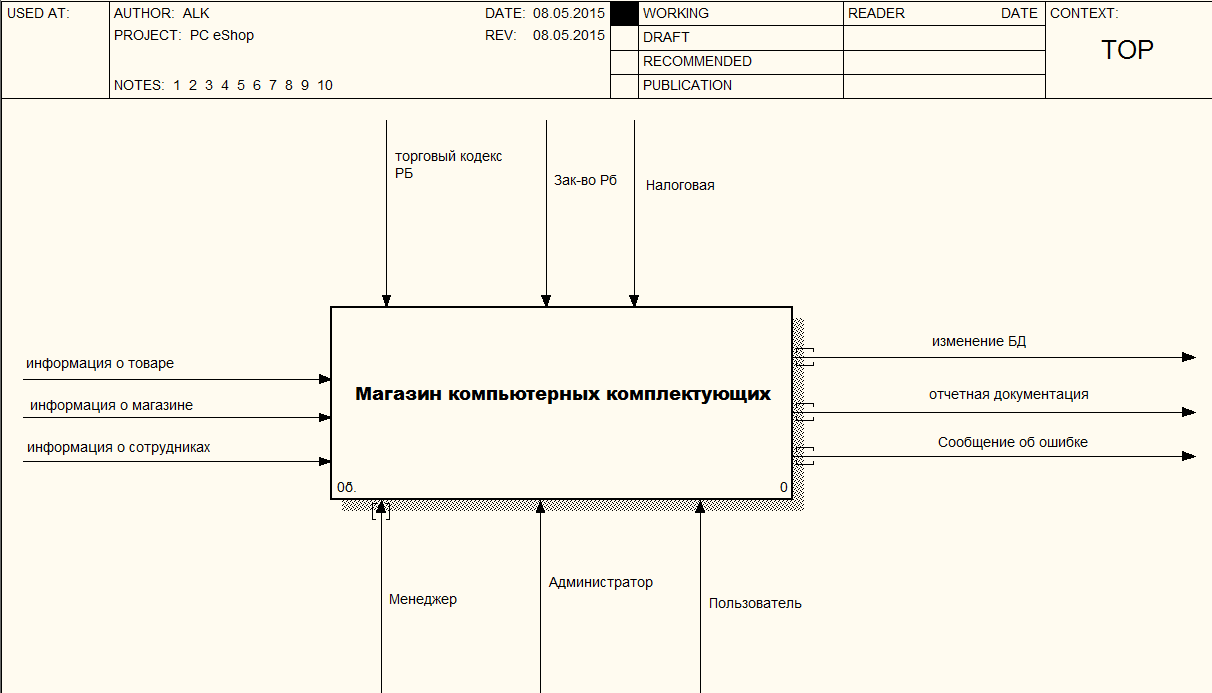 USED AT:
AUTHOR: ALK
DATE: 08.05.2015
WORKING
READER
DATE
CONTEXT:
PROJECT: PC eShop
REV: 08.05.2015
DRAFT
TOP
RECOMMENDED
NOTES: 1 2 3 4 5 6 7 8 9 10
PUBLICATION
торговый кодекс
РБ
Зак-во Рб
Налоговая
информация о товаре
информация о магазине
информация о сотрудниках
Магазин компьютерных комплектующих
0б.
0
изменение БД
отчетная документация
Сообщение об ошибке
Менеджер
Администратор
Пользователь